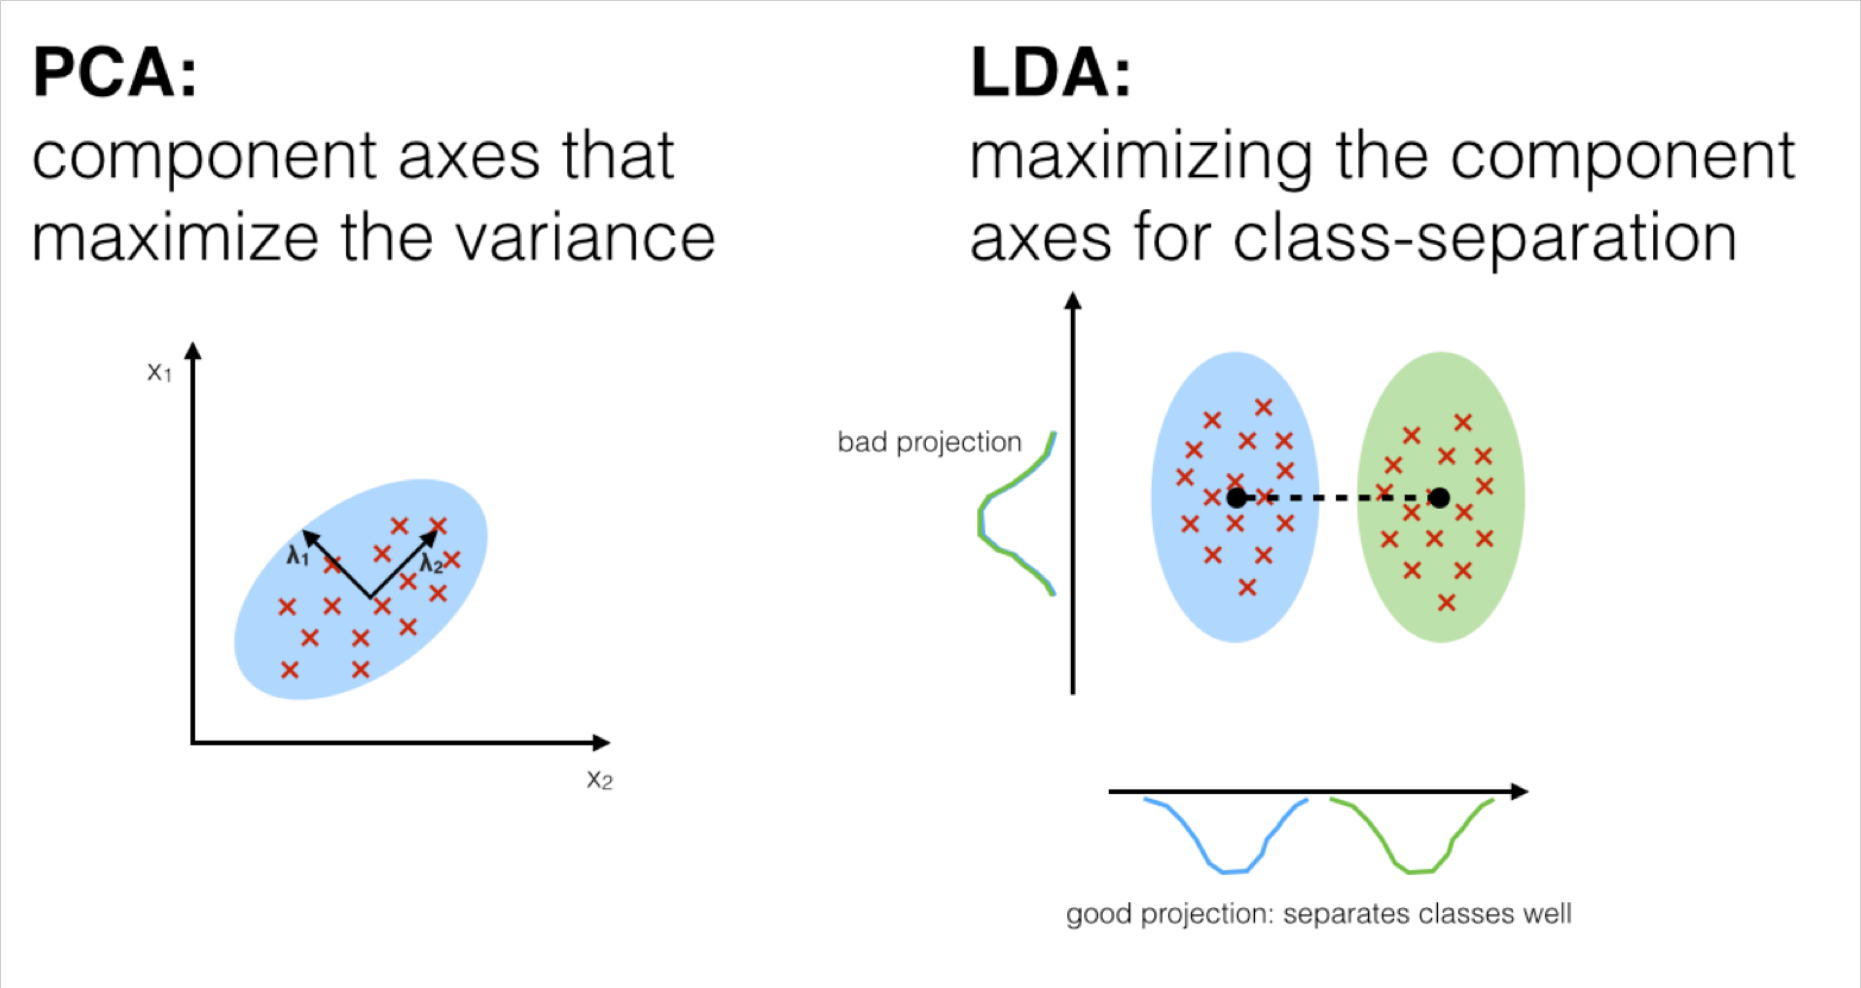 PCA:
component axes that
maximize the variance
x₁
λ₁
λ₂
x₂
LDA:
maximizing the component
axes for class-separation
bad projection
good projection: separates classes well